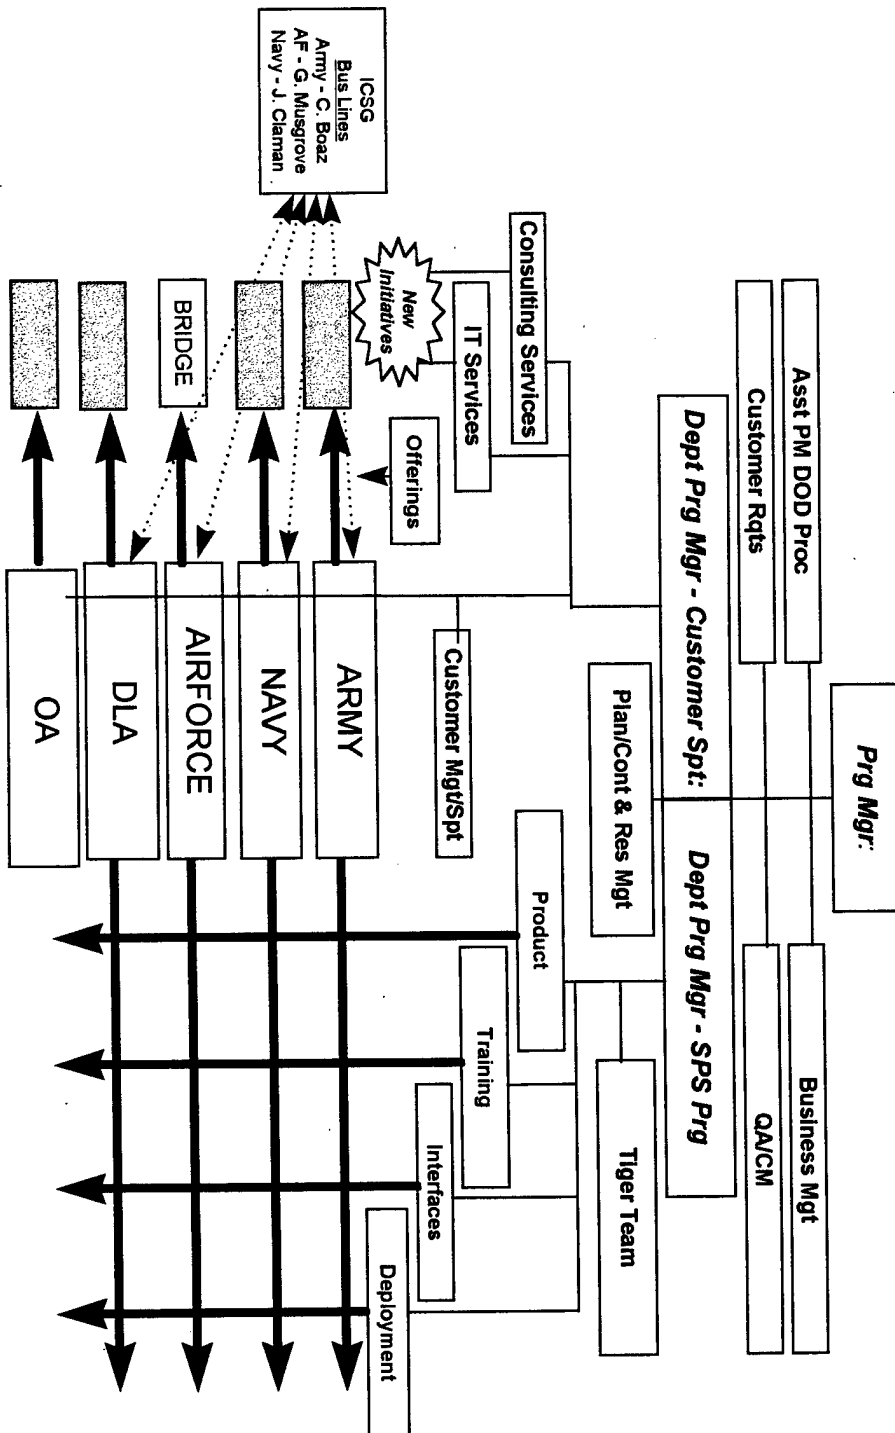 Prg Mgr:
Asst PM DOD Proc
Business Mgt
Customer Rqts
QA/CM
Dept Prg Mgr - Customer Spt:
Dept Prg Mgr - SPS Prg
Plan/Cont & Res Mgt
Tiger Team
Consulting Services
IT Services
Product
Training
Customer Mgt/Spt
Interfaces
Offerings
Deployment
New
Initiatives
ICSG
Bus Lines
Army - C. Boaz
AF - G. Musgrove
Navy - J. Claman
ARMY
NAVY
BRIDGE
AIRFORCE
DLA
OA